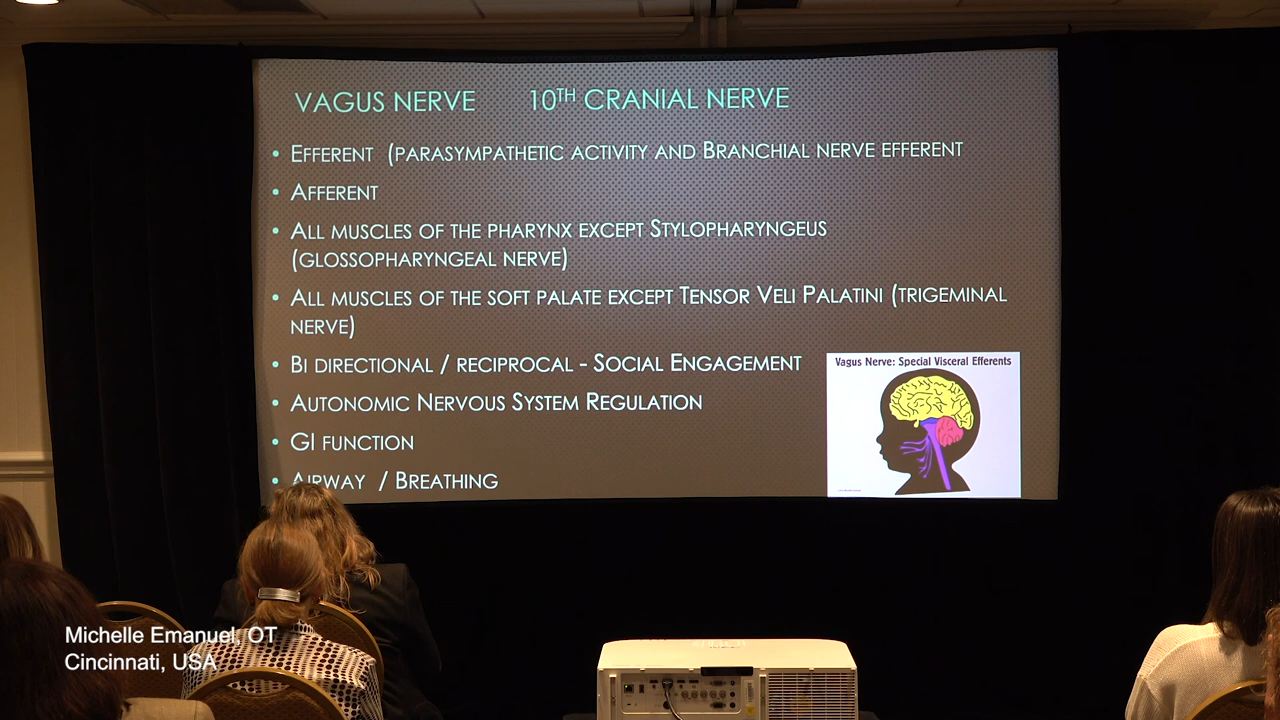 VAGUS NERVE 10TH CRANIAL NERVE
• EFFERENT (PARASYMPATHETIC ACTIVITY AND BRANCHIAL NERVE EFFERENT
• AFFERENT
• ALL MUSCLES OF THE PHARYNX EXCEPT STYLOPHARYNGEUS
(GLOSSOPHARYNGEAL NERVE)
• ALL MUSCLES OF THE SOFT PALATE EXCEPT TENSOR VELI PALATINI (TRIGEMINAL
NERVE)
• BI DIRECTIONAL / RECIPROCAL - SOCIAL ENGAGEMENT
• AUTONOMIC NERVOUS SYSTEM REGULATION
• GI FUNCTION
• AIRWAY / BREATHING
Vagus Nerve: Special Visceral Efferents
Michelle Emanuel, OT
Cincinnati, USA